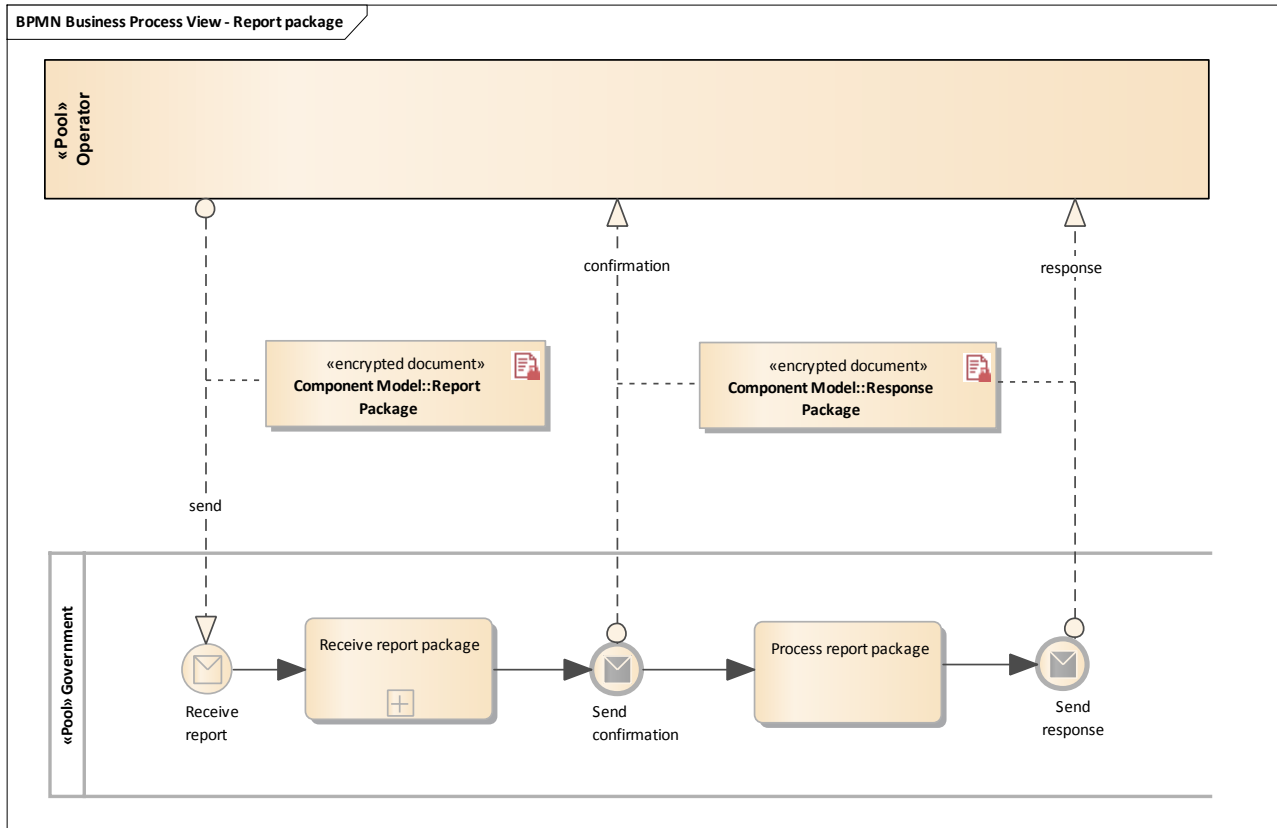 BPMN Business Process View - Report package
«Pool»
Operator
confirmation
response
«encrypted document»
Component Model::Report
Package
«encrypted document»
Component Model::Response
Package
send
«Pool» Government
Receive report package
Process report package
Receive
report
Send
confirmation
Send
response